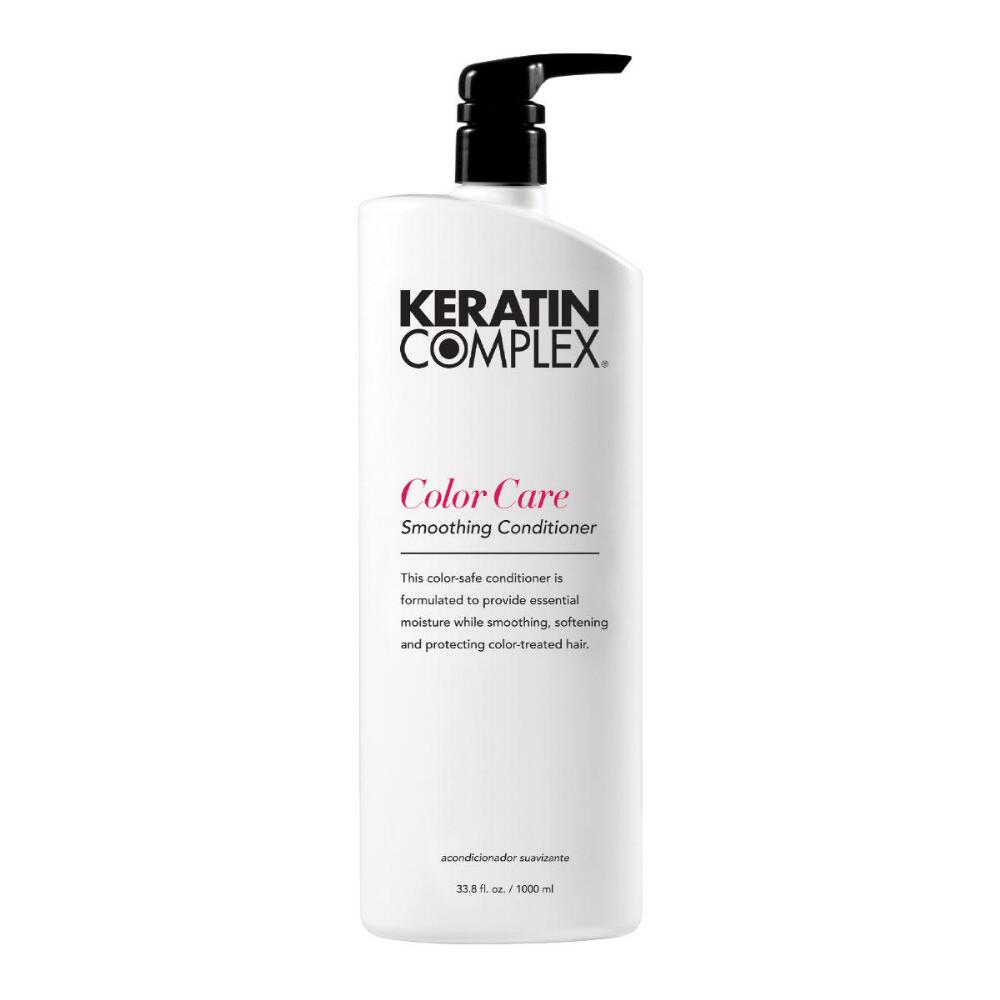 KERATIN
COMPLEX®
Color Care
Smoothing Conditioner
This color-safe conditioner is
formulated to provide essential
moisture while smoothing, softening
and protecting color-treated hair.
acondicionador suavizante
33.8 fl. oz. / 1000 ml